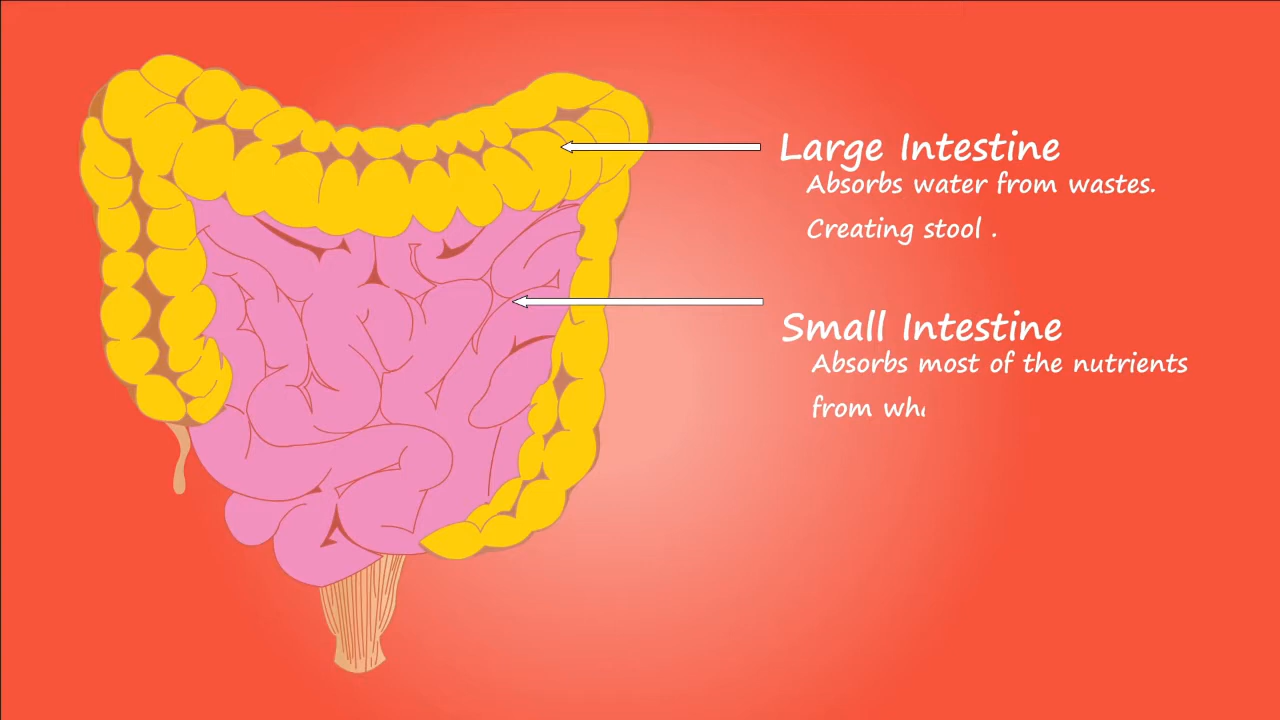 Large Intestine
Absorbs water from wastes.
Creating stool .
Small Intestine
Absorbs most of the nutrients
from